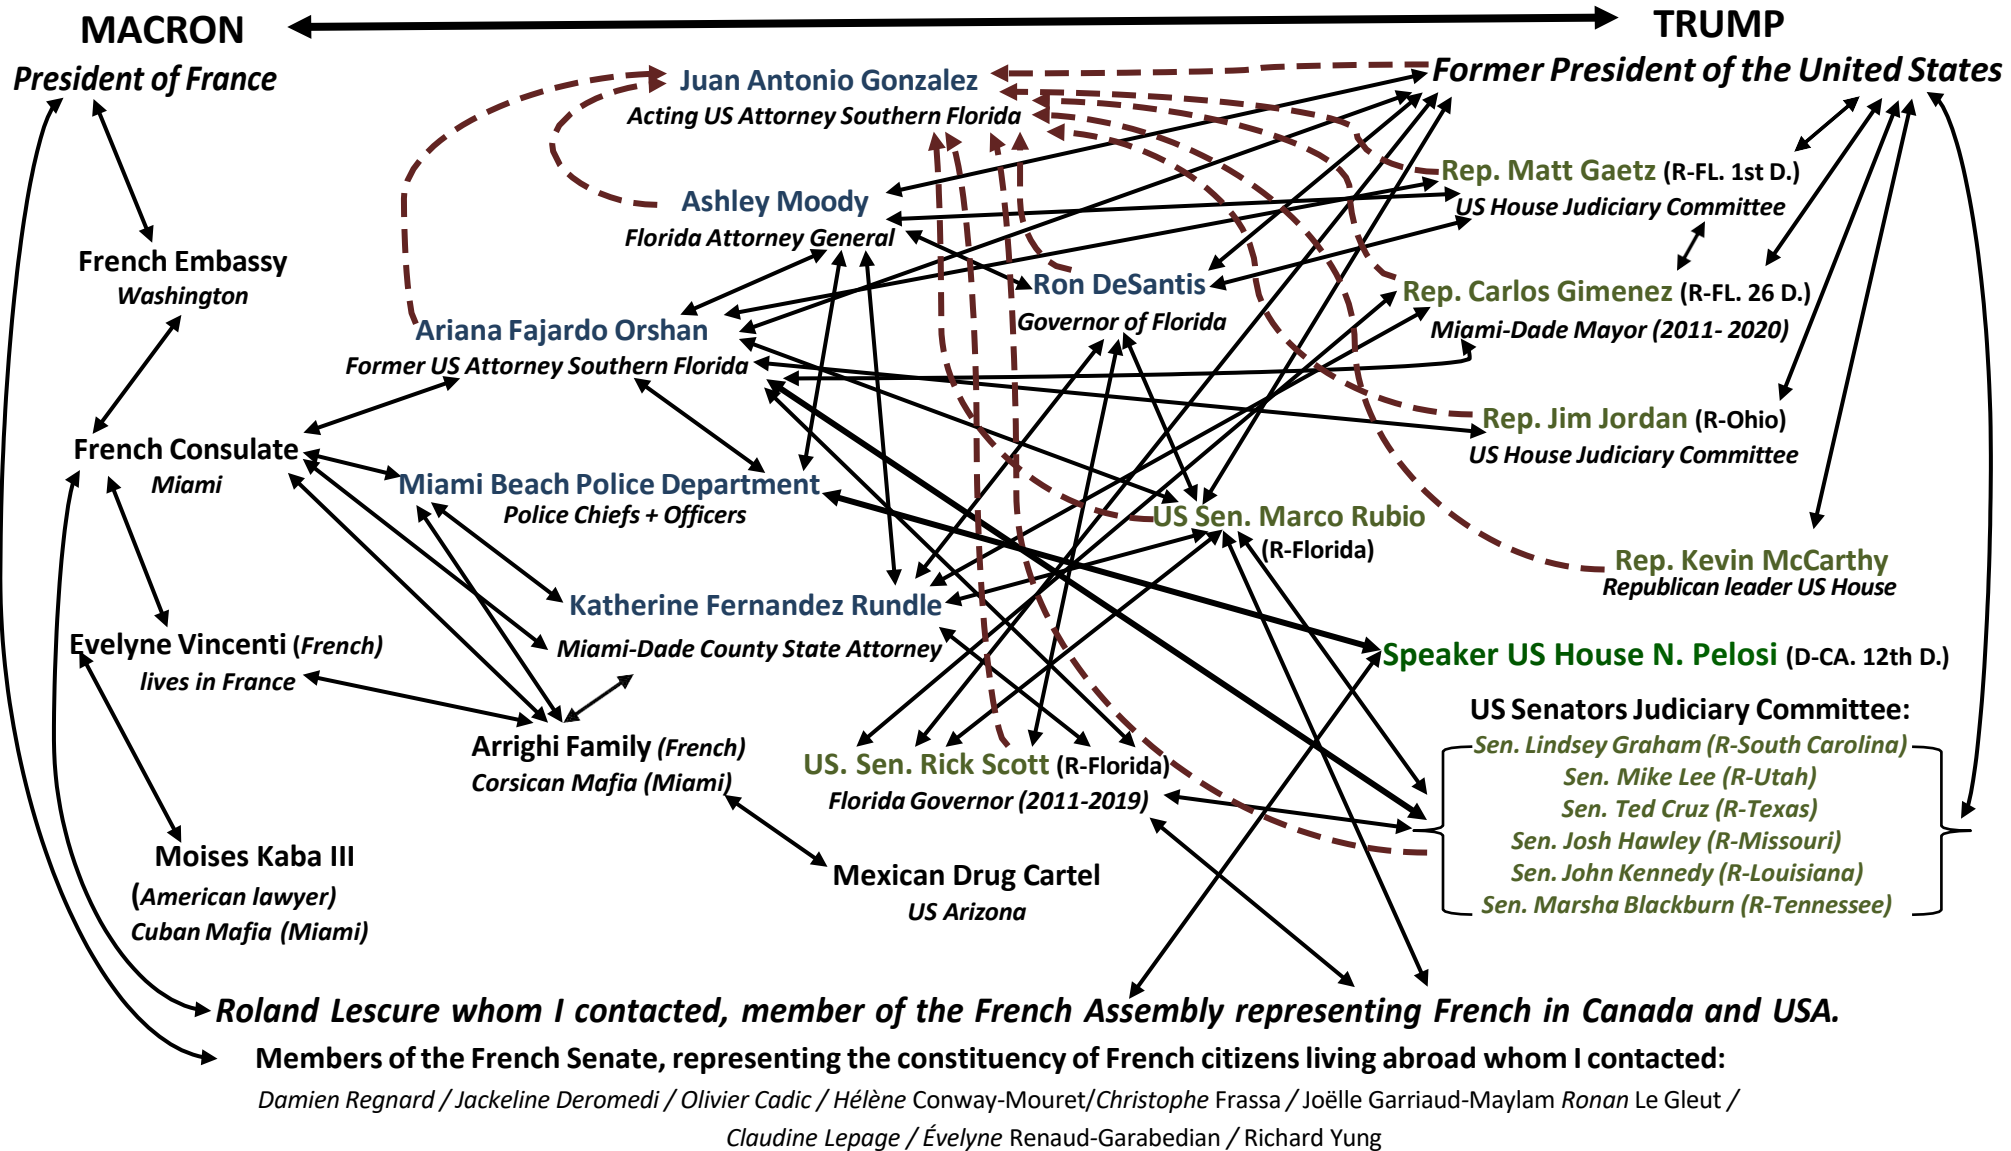 MACRON
President of France
TRUMP
Former President of the United States
Juan Antonio Gonzalez
Acting US Attorney Southern Florida
Rep. Matt Gaetz (R-FL. 1st D.)
US House Judiciary Committee
Ashley Moody
Florida Attorney General
French Embassy
Washington
Ron DeSantis
Governor of Florida
Rep. Carlos Gimenez (R-FL. 26 D.)
Miami-Dade Mayor (2011- 2020)
Ariana Fajardo Orshan
Former US Attorney Southern Florida
Rep. Jim Jordan (R-Ohio)
US House Judiciary Committee
French Consulate
Miami
Miami Beach Police Department
Police Chiefs + Officers
US Sen. Marco Rubio
(R-Florida)
Rep. Kevin McCarthy
Republican leader US House
Katherine Fernandez Rundle
Miami-Dade County State Attorney
Evelyne Vincenti (French)
lives in France
Speaker US House N. Pelosi (D-CA. 12th D.)
Arrighi Family (French)
Corsican Mafia (Miami)
US. Sen. Rick Scott (R-Florida)
Florida Governor (2011-2019)
US Senators Judiciary Committee:
Sen. Lindsey Graham (R-South Carolina)
Sen. Mike Lee (R-Utah)
Sen. Ted Cruz (R-Texas)
Sen. Josh Hawley (R-Missouri)
Sen. John Kennedy (R-Louisiana)
Sen. Marsha Blackburn (R-Tennessee)
Moises Kaba III
(American lawyer)
Cuban Mafia (Miami)
Mexican Drug Cartel
US Arizona
Roland Lescure whom I contacted, member of the French Assembly representing French in Canada and USA.
Members of the French Senate, representing the constituency of French citizens living abroad whom I contacted:
Damien Regnard / Jackeline Deromedi / Olivier Cadic / Hélène Conway-Mouret/Christophe Frassa / Joëlle Garriaud-Maylam Ronan Le Gleut /
Claudine Lepage / Évelyne Renaud-Garabedian / Richard Yung